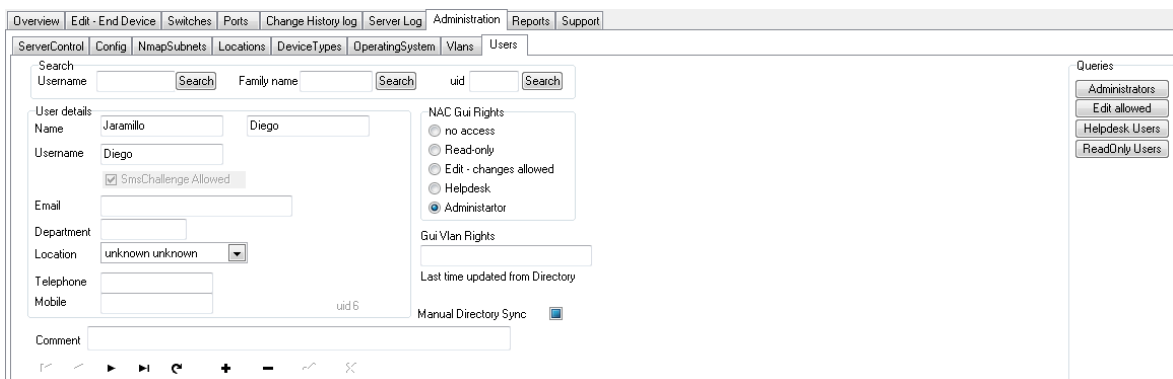 Overview Edit - End Device Switches Ports Change History log Server Log Administration Reports Support
ServerControl Config NmapSubnets Locations DeviceTypes OperatingSystem Vlans Users
Search
Username Search Family name Search uid Search
Queries
Administrators
Edit allowed
Helpdesk Users
ReadOnly Users
User details
Name Jaramillo Diego
Username Diego
SmsChallenge Allowed
Email
Department
Location unknown unknown
Telephone
Mobile
uid 6
NAC Gui Rights
no access
Read-only
Edit - changes allowed
Helpdesk
Administartor
Gui Vlan Rights
Last time updated from Directory
Manual Directory Sync
Comment